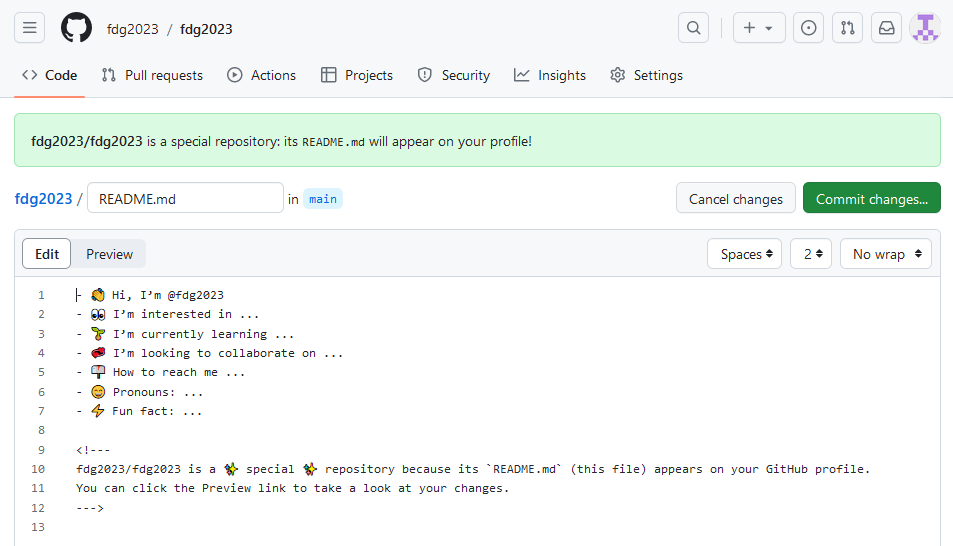 fdg2023 / fdg2023
Code Pull requests Actions Projects Security Insights Settings
fdg2023/fdg2023 is a special repository: its README.md will appear on your profile!
fdg2023 / README.md in main Cancel changes Commit changes...
Edit Preview Spaces 2 No wrap
1 - 👋 Hi, I’m @fdg2023
2 - 👀 I’m interested in ...
3 - 🌱 I’m currently learning ...
4 - 💞️ I’m looking to collaborate on ...
5 - 📫 How to reach me ...
6 - 😄 Pronouns: ...
7 - ⚡ Fun fact: ...
8
9 <!---
10 fdg2023/fdg2023 is a ✨ special ✨ repository because its `README.md` (this file) appears on your GitHub profile.
11 You can click the Preview link to take a look at your changes.
12 --->
13